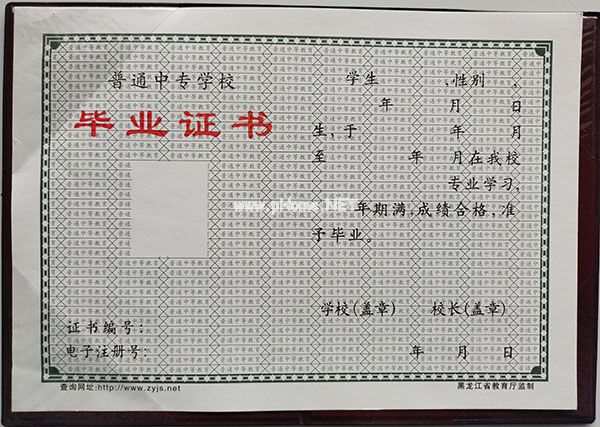 普通中专学校
毕业证书
学生 、性别 ，
年 月 日
生，于 年 月
至 年 月在我校
专业学习，
年期满，成绩合格，准
予毕业。
学校(盖章) 校长(盖章)
证书编号：
电子注册号：
年 月 日
查询网址:http://www.zyjs.net
黑龙江省教育厅监制